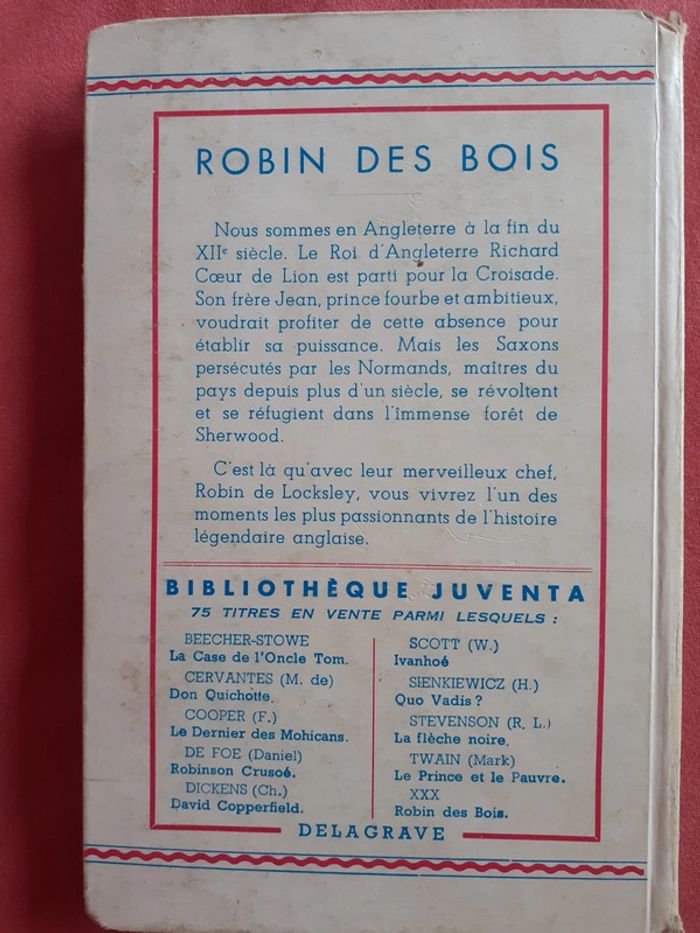 ROBIN DES BOIS
Nous sommes en Angleterre à la fin du
XIIe siècle. Le Roi d'Angleterre Richard
Cœur de Lion est parti pour la Croisade.
Son frère Jean, prince fourbe et ambitieux,
voudrait profiter de cette absence pour
établir sa puissance. Mais les Saxons
persécutés par les Normands, maîtres du
pays depuis plus d'un siècle, se révoltent
et se réfugient dans l'immense forêt de
Sherwood.
C'est là qu'avec leur merveilleux chef,
Robin de Locksley, vous vivrez l'un des
moments les plus passionnants de l'histoire
légendaire anglaise.
BIBLIOTHÈQUE JUVENTA
75 TITRES EN VENTE PARMI LESQUELS :
BEECHER-STOWE
La Case de l'Oncle Tom.
CERVANTES (M. de)
Don Quichotte.
COOPER (F.)
Le Dernier des Mohicans.
DE FOE (Daniel)
Robinson Crusoé.
DICKENS (Ch.)
David Copperfield.
SCOTT (W.)
Ivanhoé
SIENKIEWICZ (H.)
Quo Vadis ?
STEVENSON (R. L.)
La flèche noire.
TWAIN (Mark)
Le Prince et le Pauvre.
XXX
Robin des Bois.
DELAGRAVE